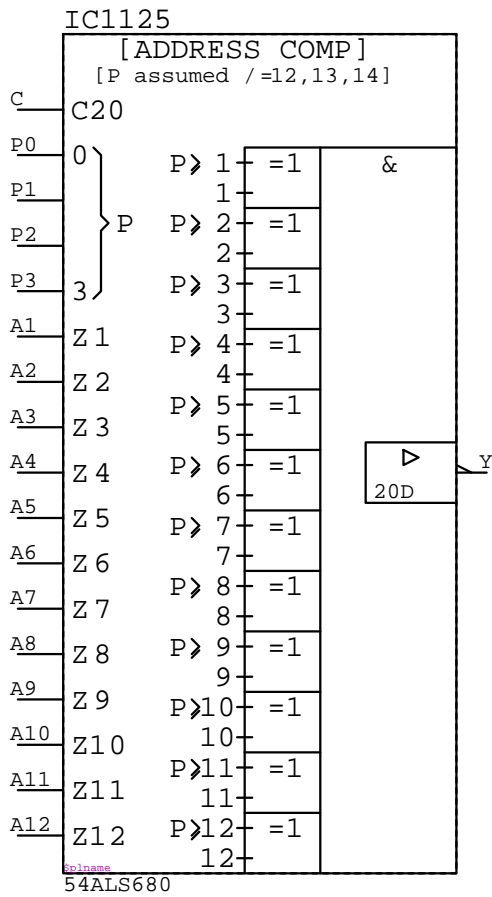 IC1125
[ADDRESS COMP]
[P assumed /=12,13,14]
C C20
P0 0 P≥ 1 =1 &
P1 1
P2 P P≥ 2 =1
2
P3 3 P≥ 3 =1
3
A1 Z1 P≥ 4 =1
A2 Z2 4
A3 Z3 P≥ 5 =1
5
A4 Z4 P≥ 6 =1 ▷ Y
6 20D
A5 Z5 P≥ 7 =1
A6 Z6 7
A7 Z7 P≥ 8 =1
8
A8 Z8 P≥ 9 =1
9
A9 Z9 P≥10 =1
A10 Z10 10
A11 Z11 P≥11 =1
11
A12 Z12 P≥12 =1
12
$plname
54ALS680